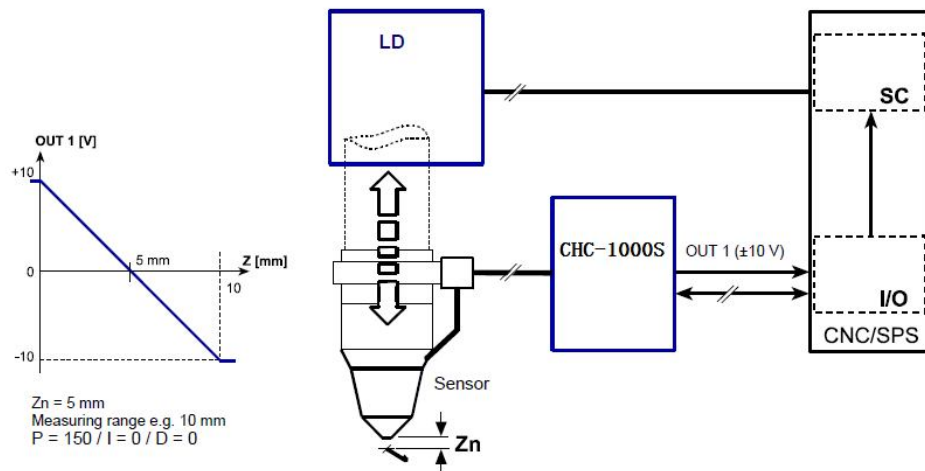 LD
SC
OUT 1 [V]
+10
5 mm
Z [mm]
0
10
-10
CHC-1000S
OUT 1 (±10 V)
I/O
CNC/SPS
Sensor
Zn
Zn = 5 mm
Measuring range e.g. 10 mm
P = 150 / I = 0 / D = 0